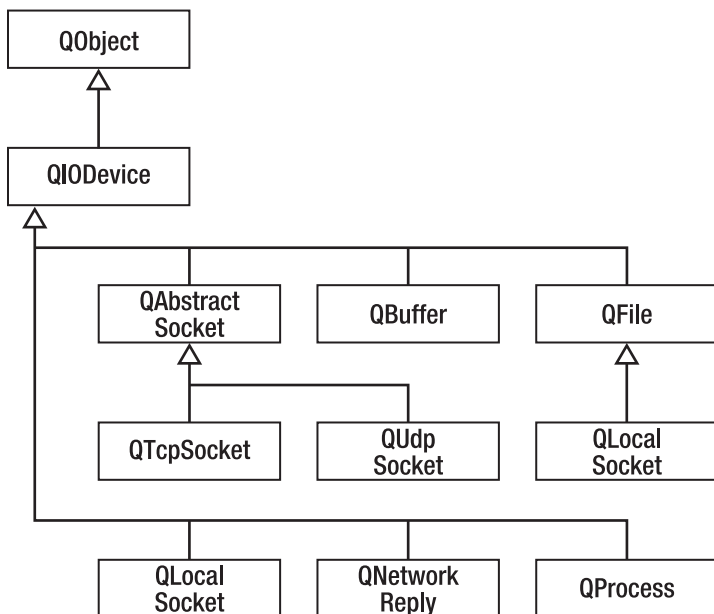 QObject
QIODevice
QAbstract
Socket
QBuffer
QFile
QTcpSocket
QUdp
Socket
QLocal
Socket
QLocal
Socket
QNetwork
Reply
QProcess